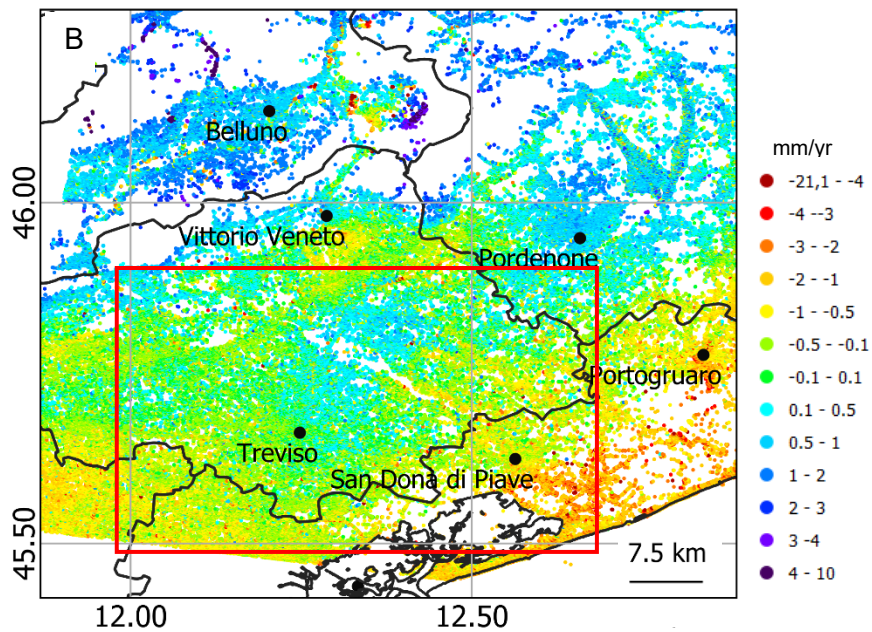 B
Belluno
46.00
Vittorio Veneto
Pordenone
Portogruaro
Treviso
San Dona di Piave
45.50
7.5 km
12.00
12.50
mm/yr
-21,1 - -4
-4 --3
-3 - -2
-2 - -1
-1 - -0.5
-0.5 - -0.1
-0.1 - 0.1
0.1 - 0.5
0.5 - 1
1 - 2
2 - 3
3 -4
4 - 10